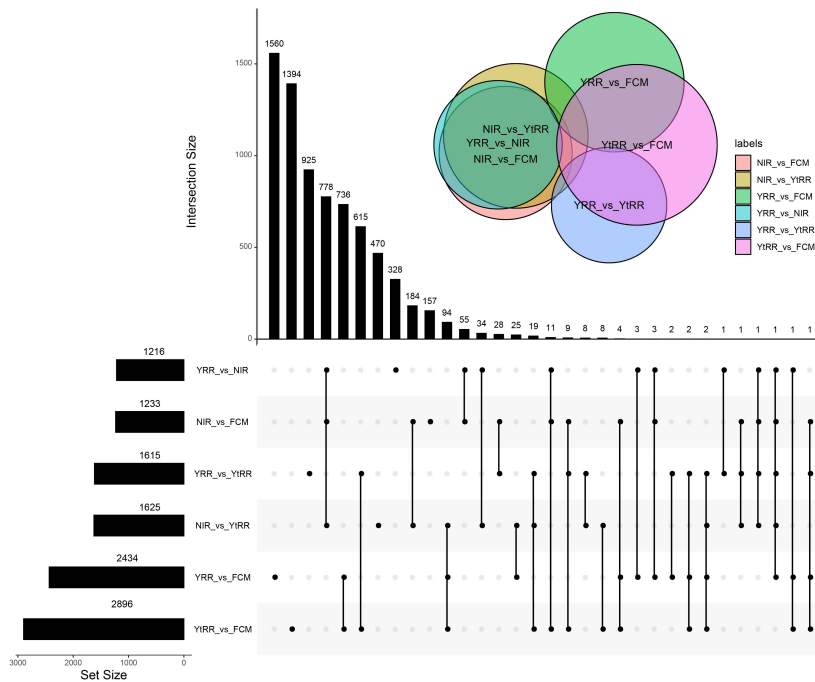 1560
1394
925
778
736
615
470
328
184
157
94
55
34
28
25
19
11
9
8
8
4
3
3
2
2
2
1
1
1
1
1
1
1500
1000
500
0
Intersection Size
YRR_vs_FCM
NIR_vs_YtRR
YRR_vs_NIR
NIR_vs_FCM
YtRR_vs_FCM
YRR_vs_YtRR
labels
NIR_vs_FCM
NIR_vs_YtRR
YRR_vs_FCM
YRR_vs_NIR
YRR_vs_YtRR
YtRR_vs_FCM
1216
YRR_vs_NIR
1233
NIR_vs_FCM
1615
YRR_vs_YtRR
1625
NIR_vs_YtRR
2434
YRR_vs_FCM
2896
YtRR_vs_FCM
3000 2000 1000 0
Set Size